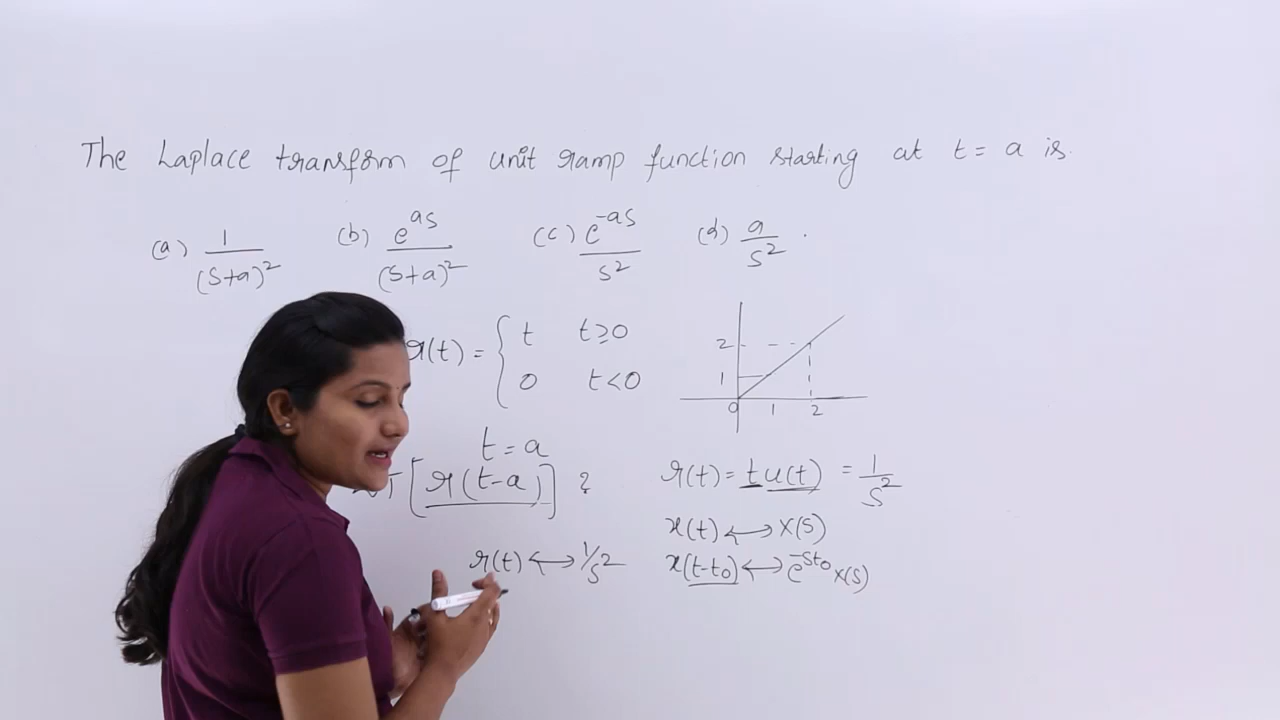 The Laplace transform of unit ramp function starting at t = a is
(a) 1/(S+a)² (b) e^{as}/(S+a)² (c) e^{-as}/s² (d) a/s² .
r(t) = { t t≥0
0 t<0
2
1
0 1 2
t = a
T [ r(t-a) ] ?
r(t) = t u(t) = 1/s²
x(t) ↔ X(s)
r(t) ↔ 1/s²
x(t-t₀) ↔ e^{-st₀} X(s)